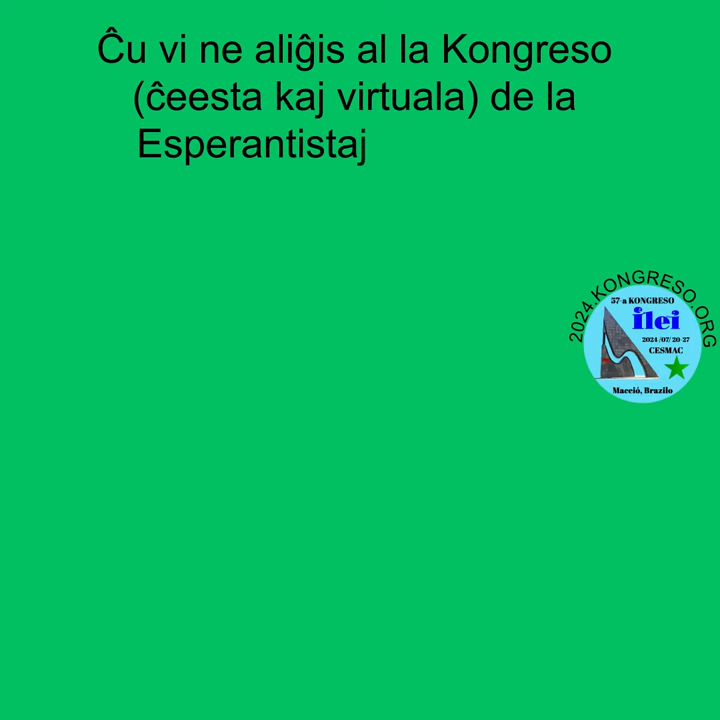 Ĉu vi ne aliĝis al la Kongreso
(ĉeesta kaj virtuala) de la
Esperantistaj
2024.KONGRESO.ORG
57-a KONGRESO
ilei
2024 /07/ 20-27
CESMAC
Maceió, Brazilo